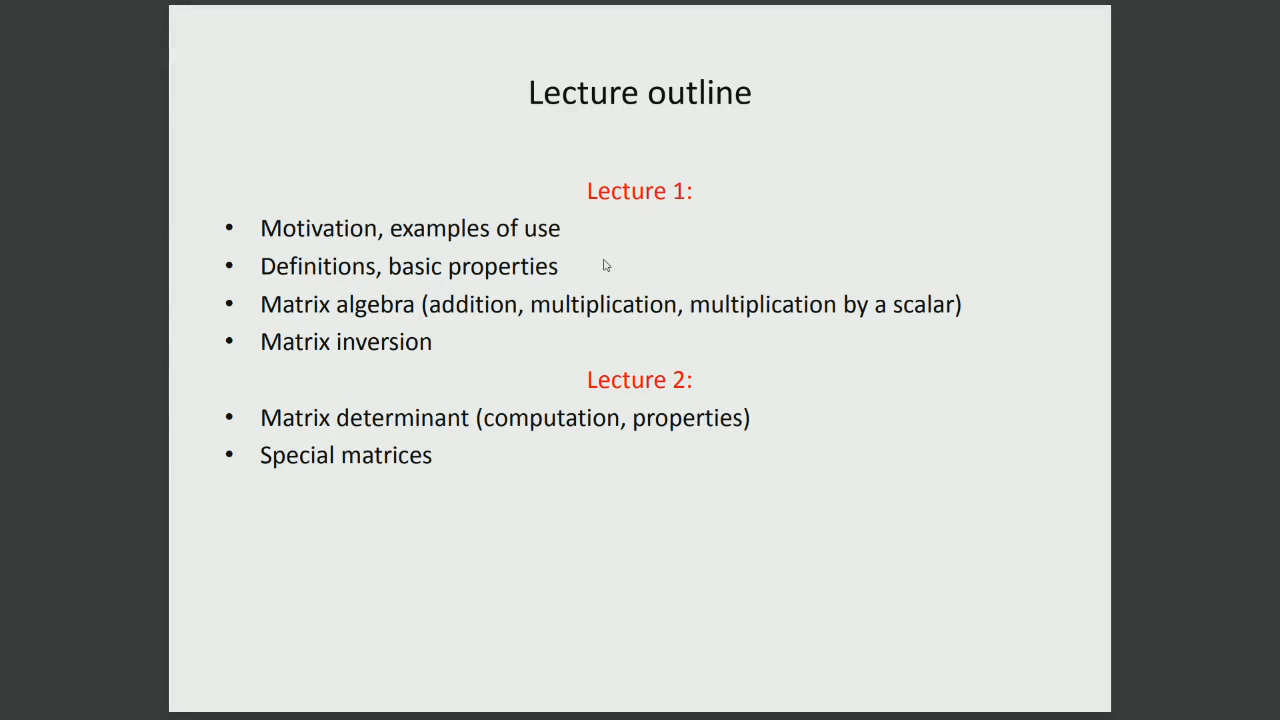 Lecture outline
Lecture 1:
• Motivation, examples of use
• Definitions, basic properties
• Matrix algebra (addition, multiplication, multiplication by a scalar)
• Matrix inversion
Lecture 2:
• Matrix determinant (computation, properties)
• Special matrices